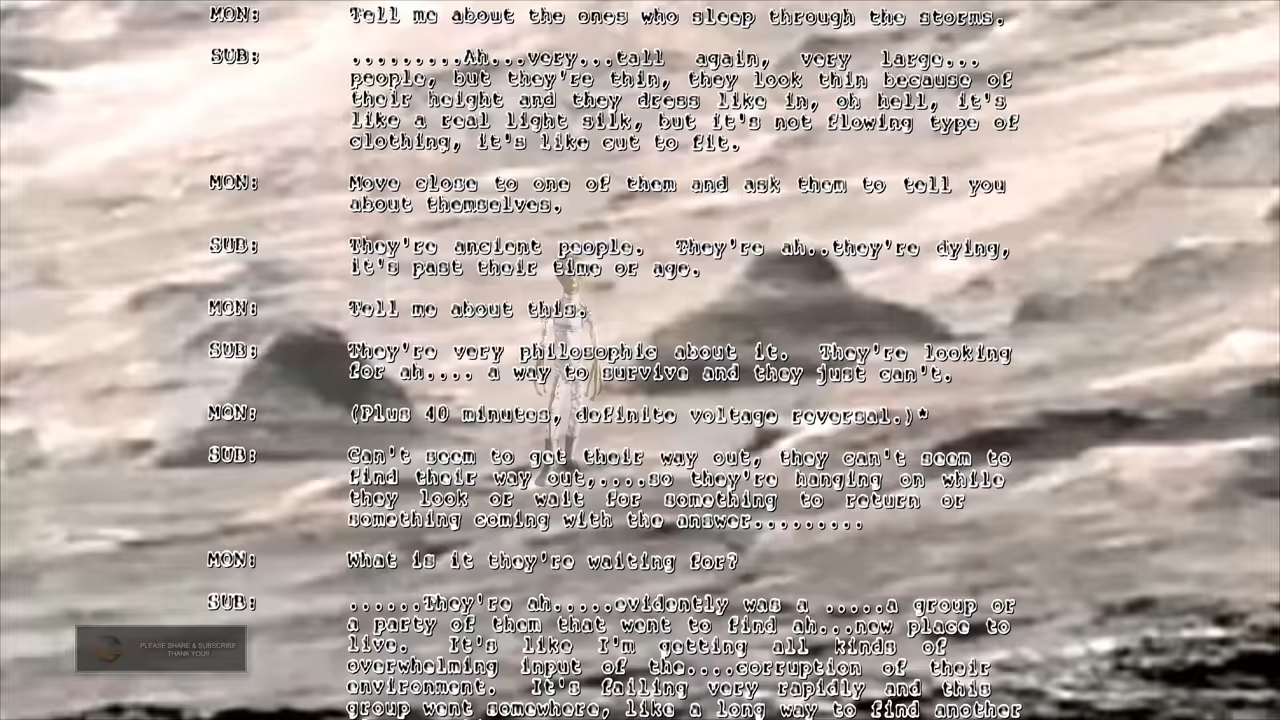 MON: Tell me about the ones who sleep through the storms.
SUB: .........Ah...very...tall again, very large...
people, but they're thin, they look thin because of
their height and they dress like in, oh hell, it's
like a real light silk, but it's not flowing type of
clothing, it's like cut to fit.
MON: Move close to one of them and ask them to tell you
about themselves.
SUB: They're ancient people. They're ah..they're dying,
it's past their time or age.
MON: Tell me about this.
SUB: They're very philosophic about it. They're looking
for ah.... a way to survive and they just can't.
MON: (Plus 40 minutes, definite voltage reversal.)*
SUB: Can't seem to get their way out, they can't seem to
find their way out,....so they're hanging on while
they look or wait for something to return or
something coming with the answer.........
MON: What is it they're waiting for?
SUB: ......They're ah.....evidently was a .....a group or
a party of them that went to find ah...new place to
live. It's like I'm getting all kinds of
overwhelming input of the....corruption of their
environment. It's failing very rapidly and this
group went somewhere, like a long way to find another
PLEASE SHARE & SUBSCRIBE
THANK YOU!!